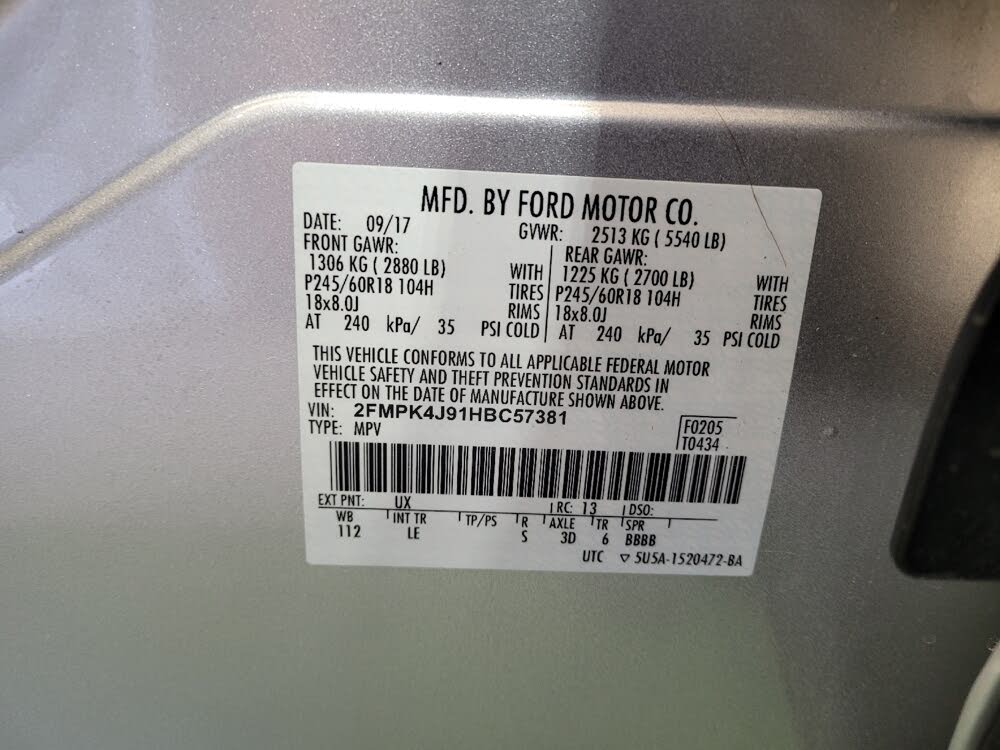 MFD. BY FORD MOTOR CO.
DATE: 09/17 GVWR: 2513 KG ( 5540 LB)
FRONT GAWR: REAR GAWR:
1306 KG ( 2880 LB) WITH 1225 KG ( 2700 LB) WITH
P245/60R18 104H TIRES P245/60R18 104H TIRES
18x8.0J RIMS 18x8.0J RIMS
AT 240 kPa/ 35 PSI COLD AT 240 kPa/ 35 PSI COLD
THIS VEHICLE CONFORMS TO ALL APPLICABLE FEDERAL MOTOR
VEHICLE SAFETY AND THEFT PREVENTION STANDARDS IN
EFFECT ON THE DATE OF MANUFACTURE SHOWN ABOVE.
VIN: 2FMPK4J91HBC57381 F0205
TYPE: MPV T0434
EXT PNT: UX RC: 13 DSO:
WB INT TR TP/PS R AXLE TR SPR
112 LE S 3D 6 BBBB
UTC ▽ 5U5A-1520472-BA